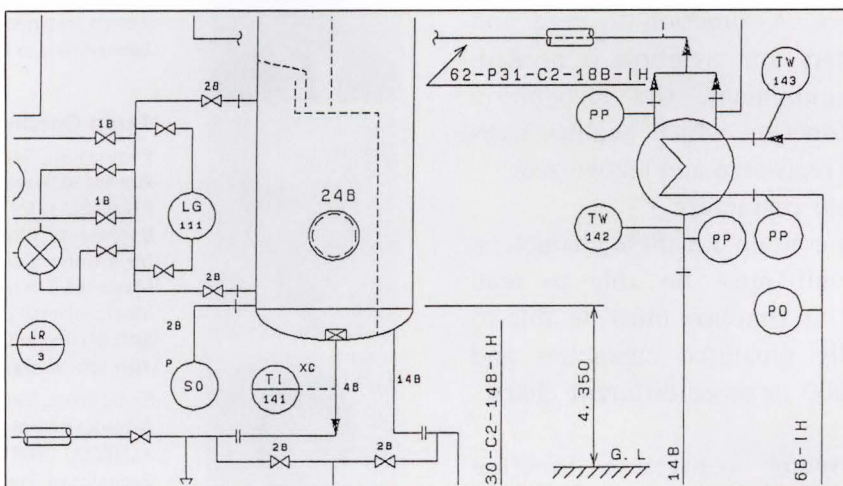 62-P31-C2-18B-IH
TW
143
2B
PP
1B
1B
LG
111
24B
TW
142
PP
PP
2B
PO
LR
3
2B
P
SO
TI
141
XC
4B
14B
30-C2-14B-IH
4.350
G.L
14B
6B-IH
2B
2B